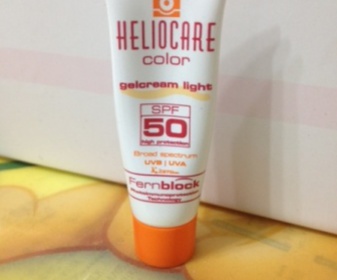 HELIOCARE
color
gelcream light
SPF
50
high protection
Broad spectrum
UVB | UVA
Fernblock